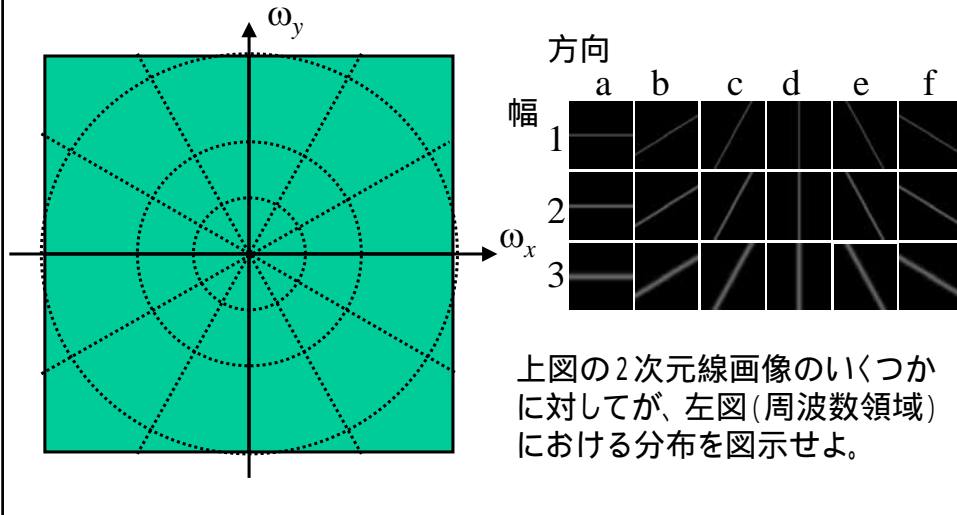 ωy
ωx
方向
a b c d e f
幅
1
2
3
上図の2次元線画像のいくつか
に対してが、左図(周波数領域)
における分布を図示せよ。